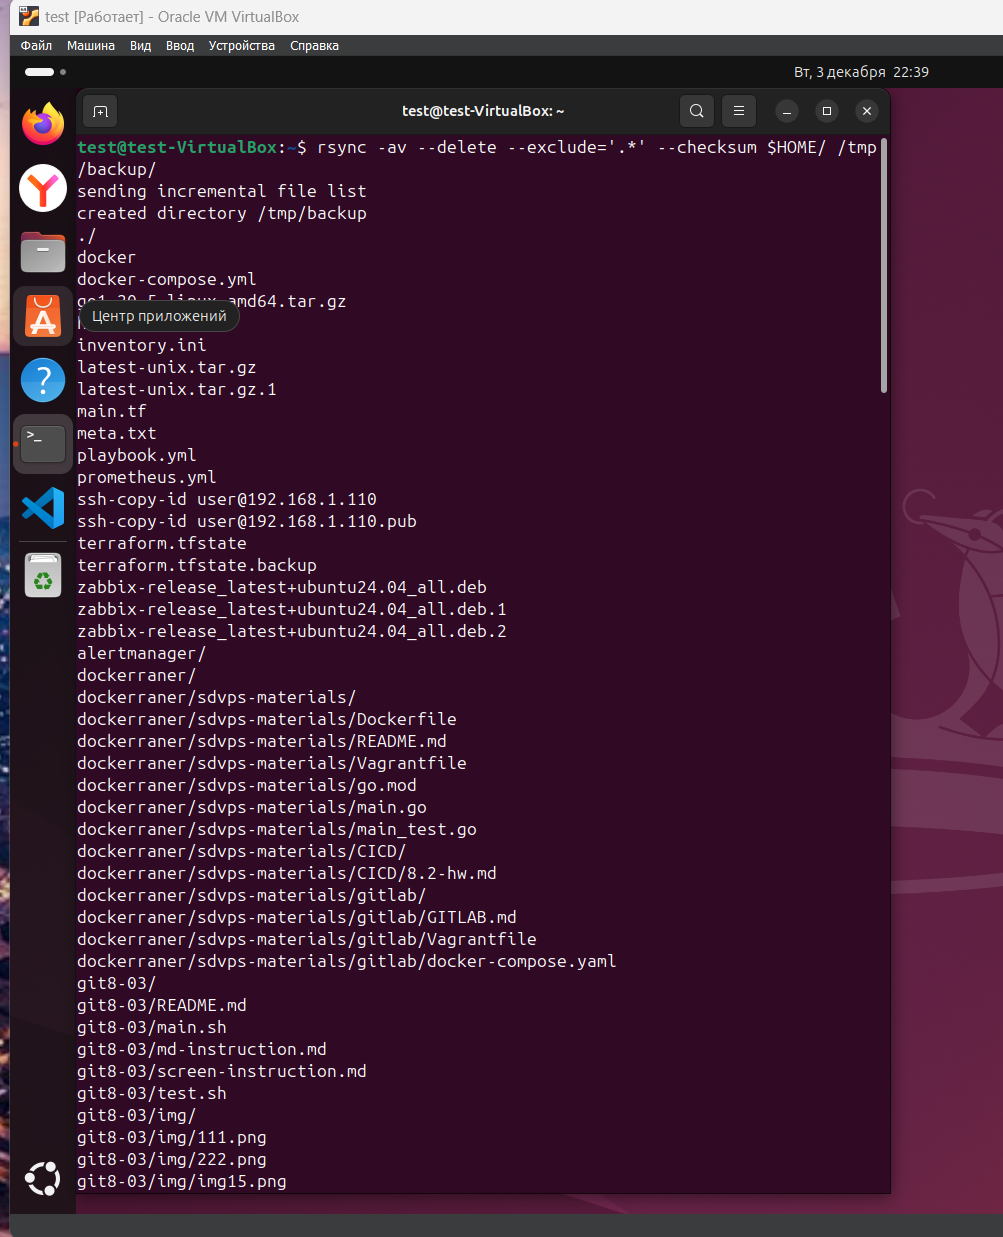 test [Работает] - Oracle VM VirtualBox
Файл Машина Вид Ввод Устройства Справка
Вт, 3 декабря 22:39
test@test-VirtualBox: ~
test@test-VirtualBox:~$ rsync -av --delete --exclude='.*' --checksum $HOME/ /tmp
/backup/
sending incremental file list
created directory /tmp/backup
./
docker
docker-compose.yml
go1.20.5.linux-amd64.tar.gz
Центр приложений
inventory.ini
latest-unix.tar.gz
latest-unix.tar.gz.1
main.tf
meta.txt
playbook.yml
prometheus.yml
ssh-copy-id user@192.168.1.110
ssh-copy-id user@192.168.1.110.pub
terraform.tfstate
terraform.tfstate.backup
zabbix-release_latest+ubuntu24.04_all.deb
zabbix-release_latest+ubuntu24.04_all.deb.1
zabbix-release_latest+ubuntu24.04_all.deb.2
alertmanager/
dockerraner/
dockerraner/sdvps-materials/
dockerraner/sdvps-materials/Dockerfile
dockerraner/sdvps-materials/README.md
dockerraner/sdvps-materials/Vagrantfile
dockerraner/sdvps-materials/go.mod
dockerraner/sdvps-materials/main.go
dockerraner/sdvps-materials/main_test.go
dockerraner/sdvps-materials/CICD/
dockerraner/sdvps-materials/CICD/8.2-hw.md
dockerraner/sdvps-materials/gitlab/
dockerraner/sdvps-materials/gitlab/GITLAB.md
dockerraner/sdvps-materials/gitlab/Vagrantfile
dockerraner/sdvps-materials/gitlab/docker-compose.yaml
git8-03/
git8-03/README.md
git8-03/main.sh
git8-03/md-instruction.md
git8-03/screen-instruction.md
git8-03/test.sh
git8-03/img/
git8-03/img/111.png
git8-03/img/222.png
git8-03/img/img15.png